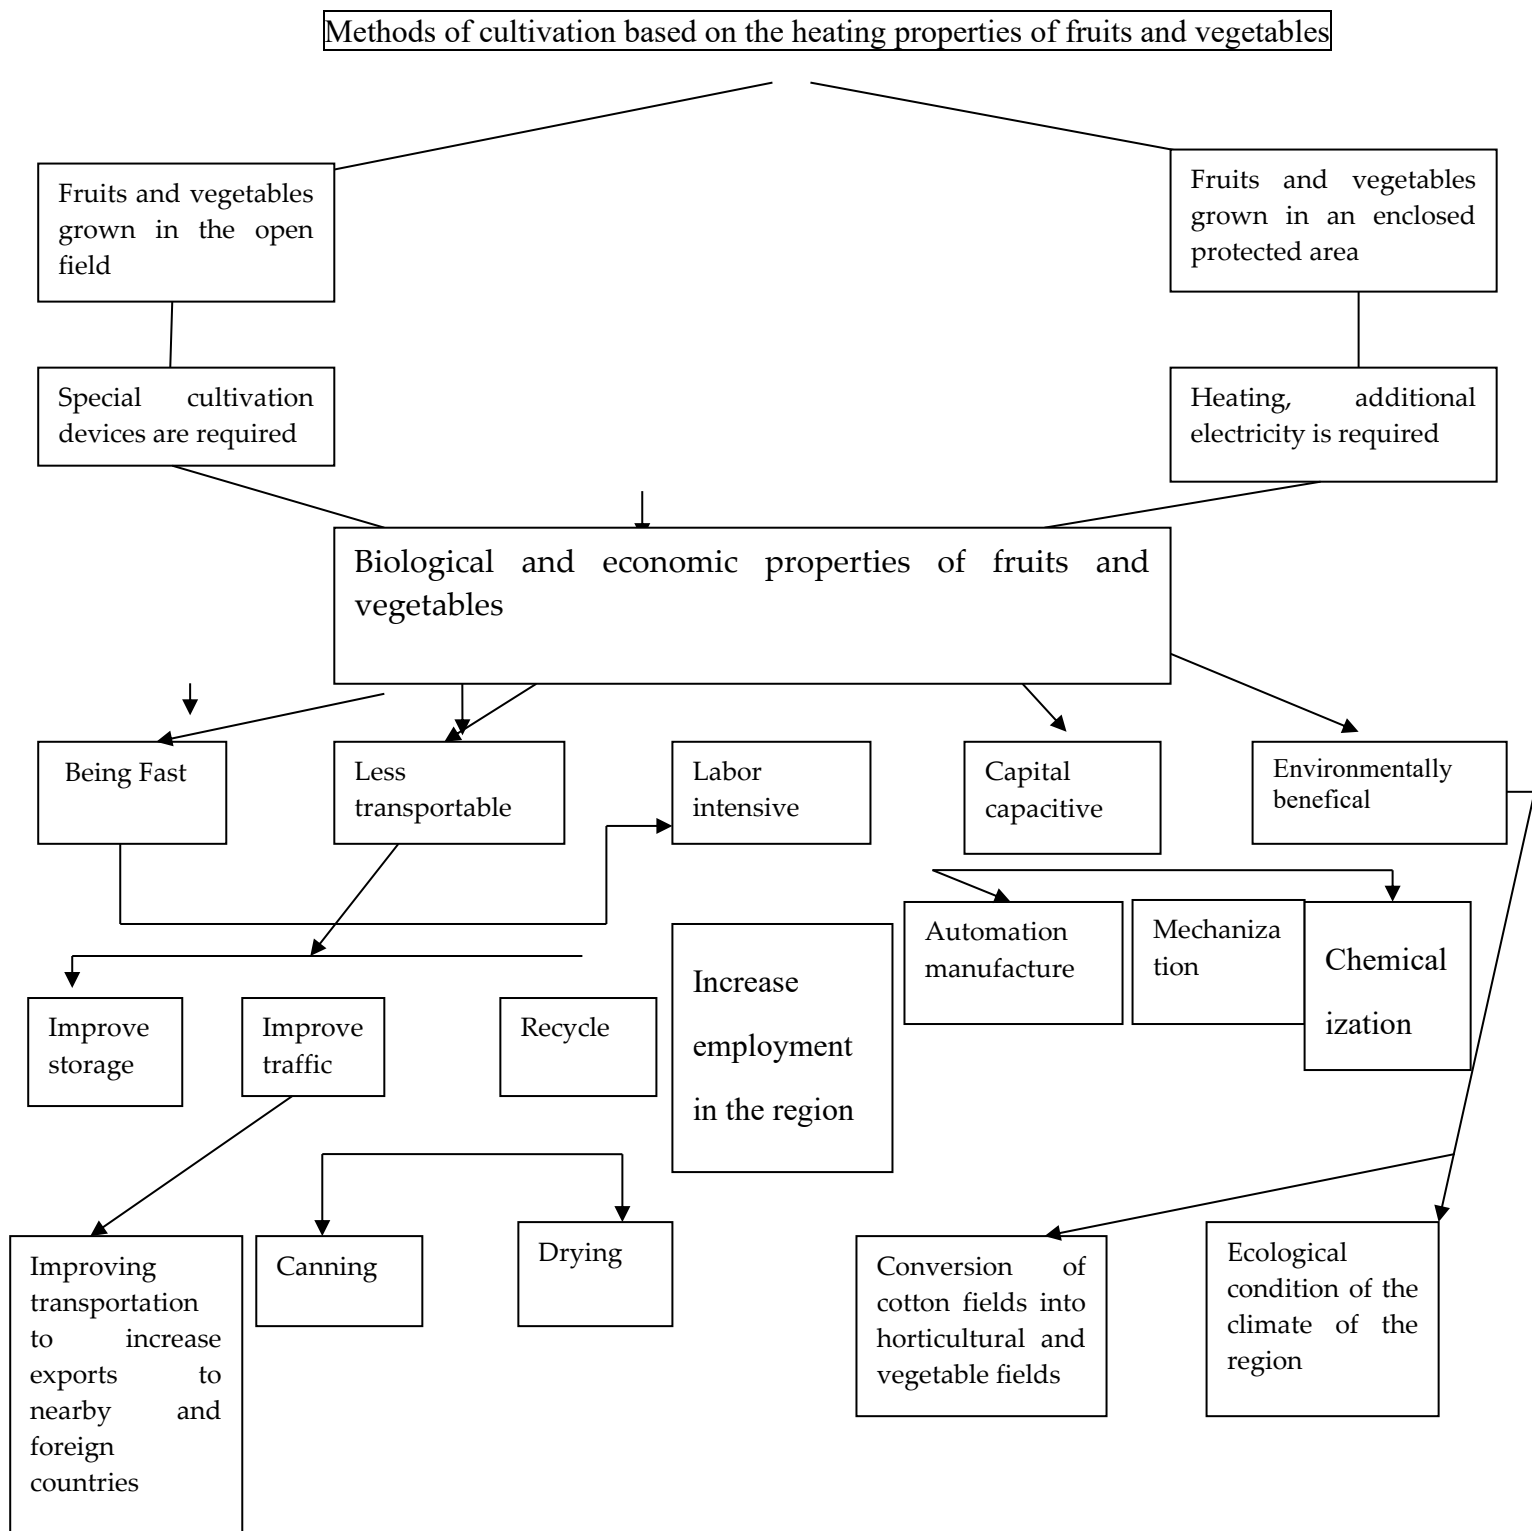 Methods of cultivation based on the heating properties of fruits and vegetables
Fruits and vegetables
grown in the open
field
Fruits and vegetables
grown in an enclosed
protected area
Special cultivation
devices are required
Heating, additional
electricity is required
Biological and economic properties of fruits and
vegetables
Being Fast
Less
transportable
Labor
intensive
Capital
capacitive
Environmentally
benefical
Automation
manufacture
Mechaniza
tion
Chemical
ization
Increase
employment
in the region
Improve
storage
Improve
traffic
Recycle
Improving
transportation
to increase
exports to
nearby and
foreign
countries
Canning
Drying
Conversion of
cotton fields into
horticultural and
vegetable fields
Ecological
condition of the
climate of the
region